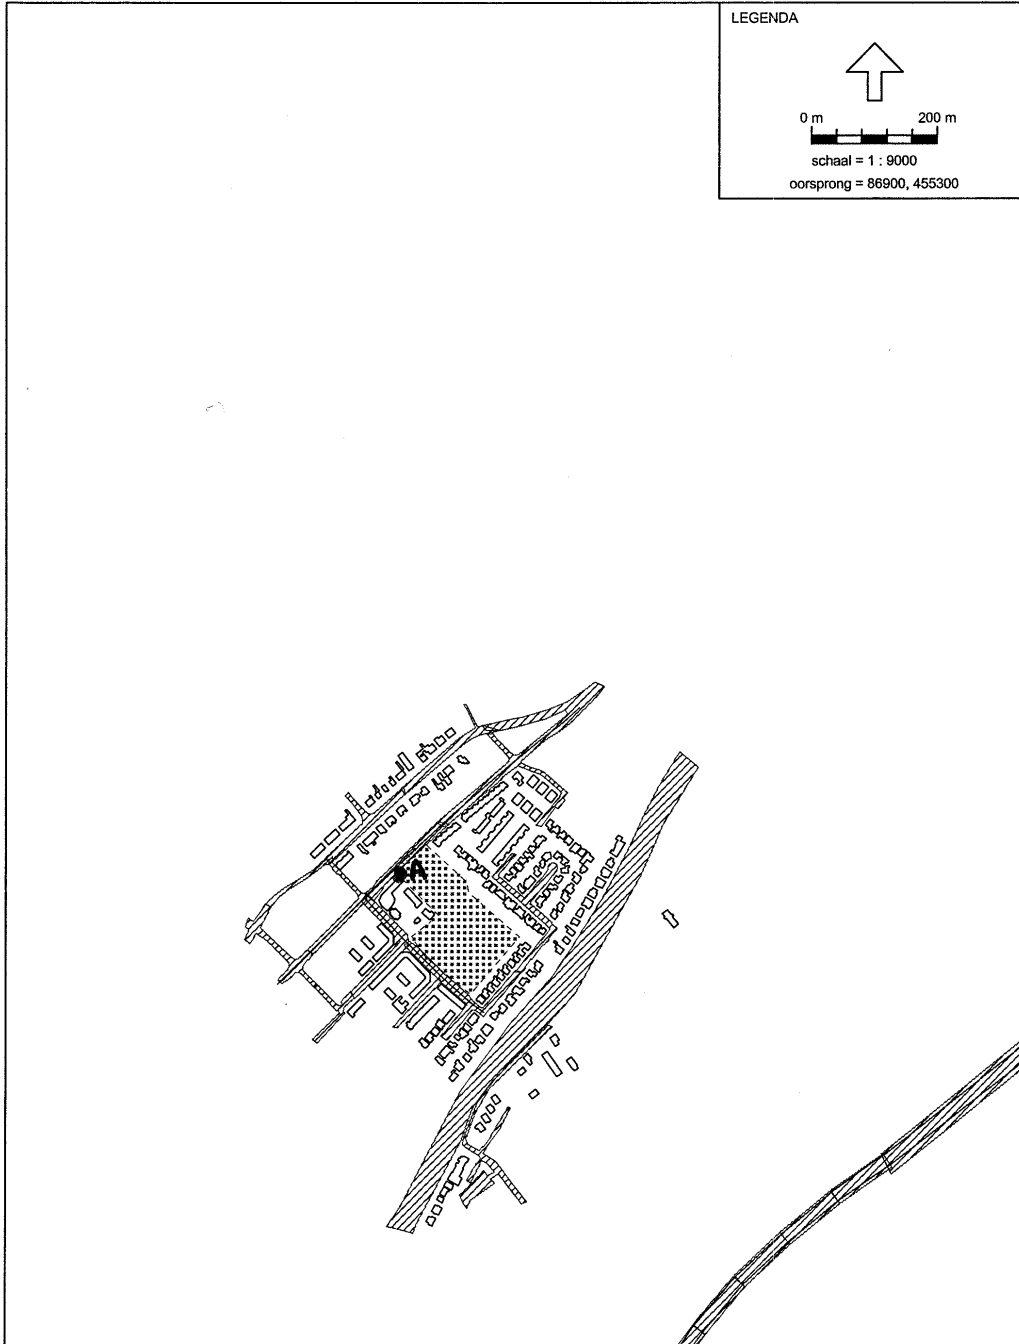 LEGENDA
0 m 200 m
schaal = 1 : 9000
oorsprong = 86900, 455300
A